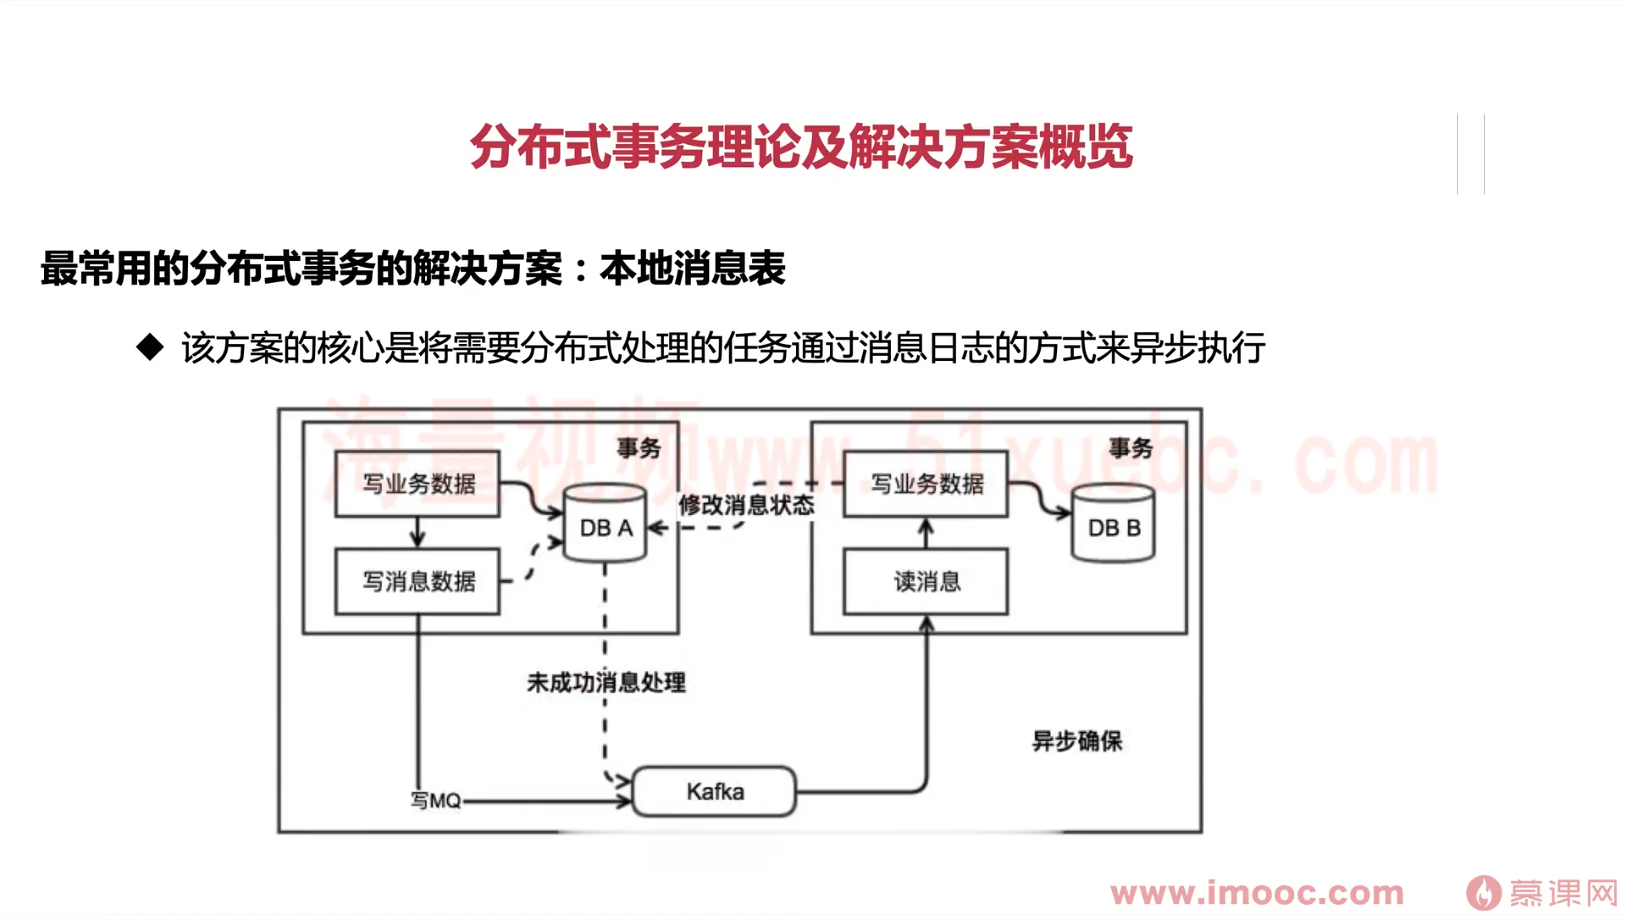 分布式事务理论及解决方案概览
最常用的分布式事务的解决方案：本地消息表
◆ 该方案的核心是将需要分布式处理的任务通过消息日志的方式来异步执行
海量视频www.51xuebc.com
事务
写业务数据
DB A
写消息数据
修改消息状态
事务
写业务数据
DB B
读消息
未成功消息处理
异步确保
写MQ
Kafka
www.imooc.com
慕课网